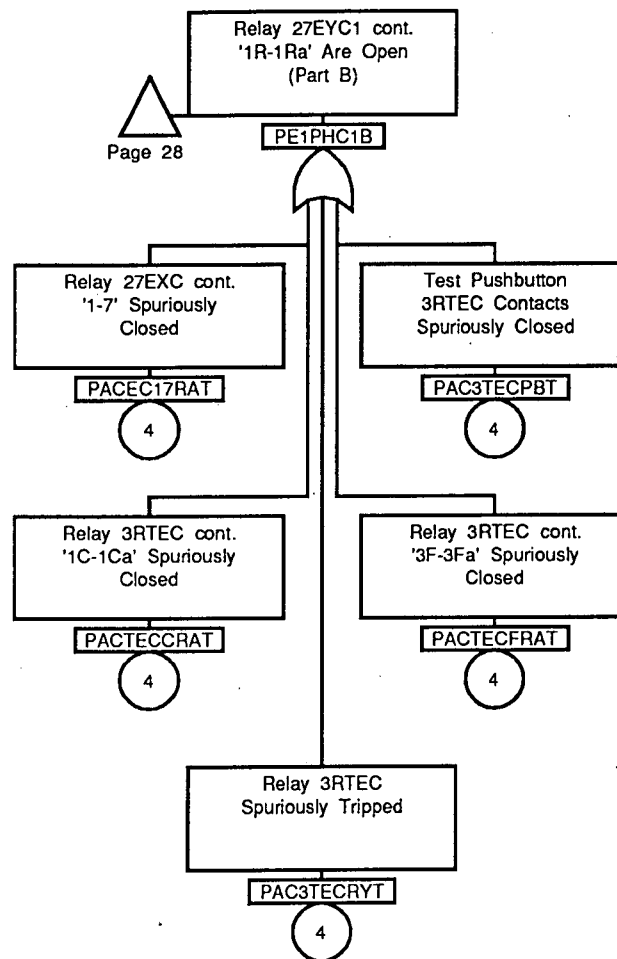 Relay 27EYC1 cont.
'1R-1Ra' Are Open
(Part B)
Page 28
PE1PHC1B
Relay 27EXC cont.
'1-7' Spuriously
Closed
PACEC17RAT
4
Test Pushbutton
3RTEC Contacts
Spuriously Closed
PAC3TECPBT
4
Relay 3RTEC cont.
'1C-1Ca' Spuriously
Closed
PACTECCRAT
4
Relay 3RTEC cont.
'3F-3Fa' Spuriously
Closed
PACTECFRAT
4
Relay 3RTEC
Spuriously Tripped
PAC3TECRYT
4